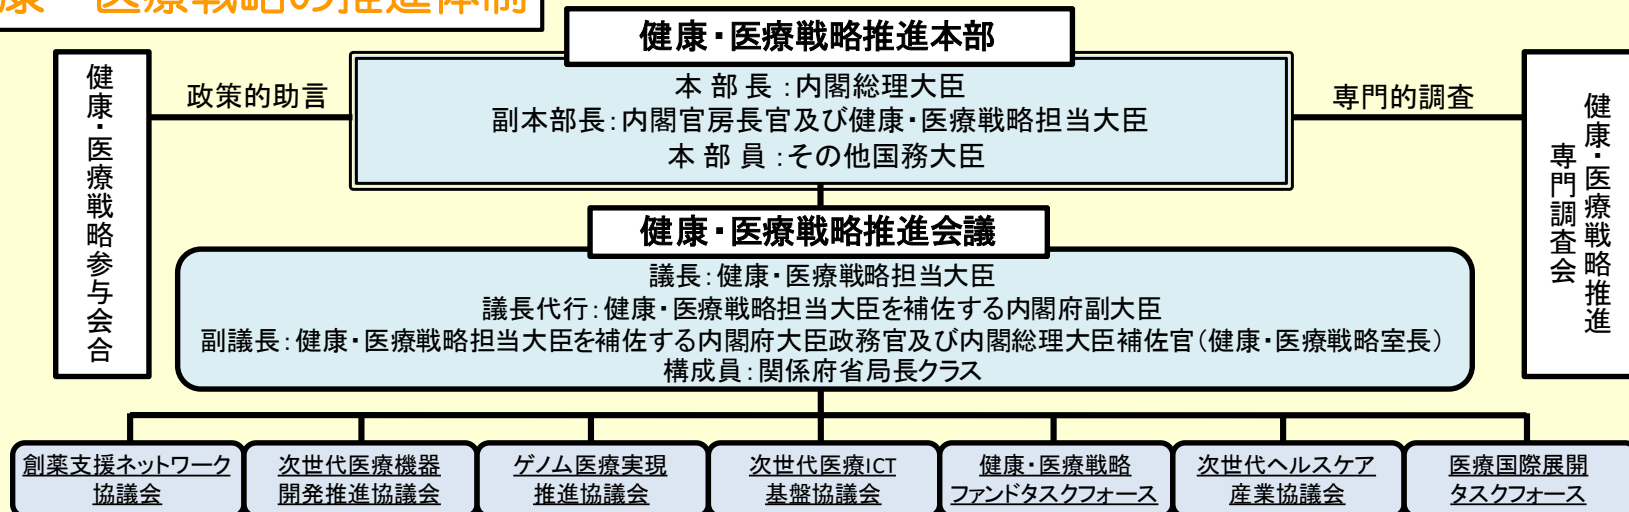 康・医療戦略の推進体制
健康・医療戦略推進本部
本 部 長 :内閣総理大臣
副本部長:内閣官房長官及び健康・医療戦略担当大臣
本 部 員 :その他国務大臣
健康・医療戦略参与会合
政策的助言
専門的調査
健康・医療戦略推進
専門調査会
健康・医療戦略推進会議
議長:健康・医療戦略担当大臣
議長代行:健康・医療戦略担当大臣を補佐する内閣府副大臣
副議長:健康・医療戦略担当大臣を補佐する内閣府大臣政務官及び内閣総理大臣補佐官(健康・医療戦略室長)
構成員:関係府省局長クラス
創薬支援ネットワーク
協議会
次世代医療機器
開発推進協議会
ゲノム医療実現
推進協議会
次世代医療ICT
基盤協議会
健康・医療戦略
ファンドタスクフォース
次世代ヘルスケア
産業協議会
医療国際展開
タスクフォース